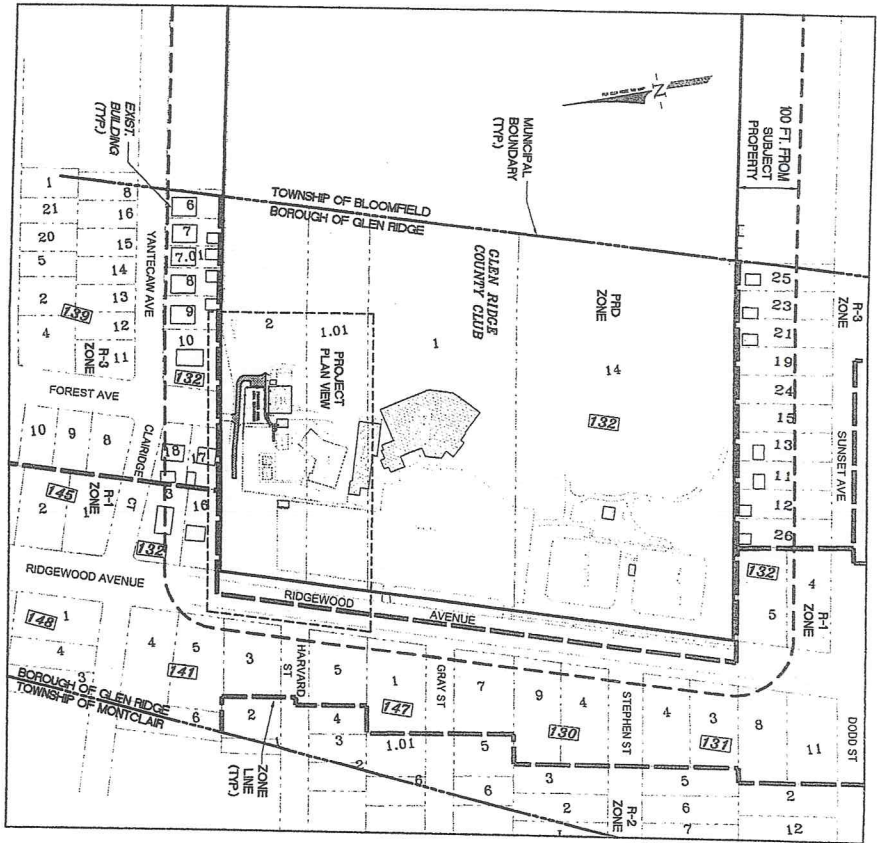 100 FT. FROM
SUBJECT
PROPERTY
N
MUNICIPAL
BOUNDARY
(TYP.)
EXIST.
BUILDING
(TYP.)
TOWNSHIP OF BLOOMFIELD
BOROUGH OF GLEN RIDGE
GLEN RIDGE
COUNTY CLUB
PRD
ZONE
14
132
1
2
1.01
PROJECT
PLAN VIEW
R-3
ZONE
25
23
21
19
24
15
13
11
12
26
SUNSET AVE
132
4
5
R-1
ZONE
DODD ST
1
21
20
5
2
4
139
8
16
15
14
13
12
11
R-3
ZONE
YANTECAW AVE
6
7
7.01
8
9
10
132
FOREST AVE
10
9
8
CLAIRIDGE
CT
18
17
3
16
132
R-1
ZONE
145
2
1
RIDGEWOOD AVENUE
RIDGEWOOD
AVENUE
148
1
4
3
4
5
141
6
3
2
1
HARVARD
ST
5
4
3
2
1
147
1.01
6
GRAY ST
7
5
6
9
4
130
3
2
1
STEPHEN ST
4
3
131
5
6
7
R-2
ZONE
8
11
2
12
ZONE
LINE
(TYP.)
BOROUGH OF GLEN RIDGE
TOWNSHIP OF MONTCLAIR